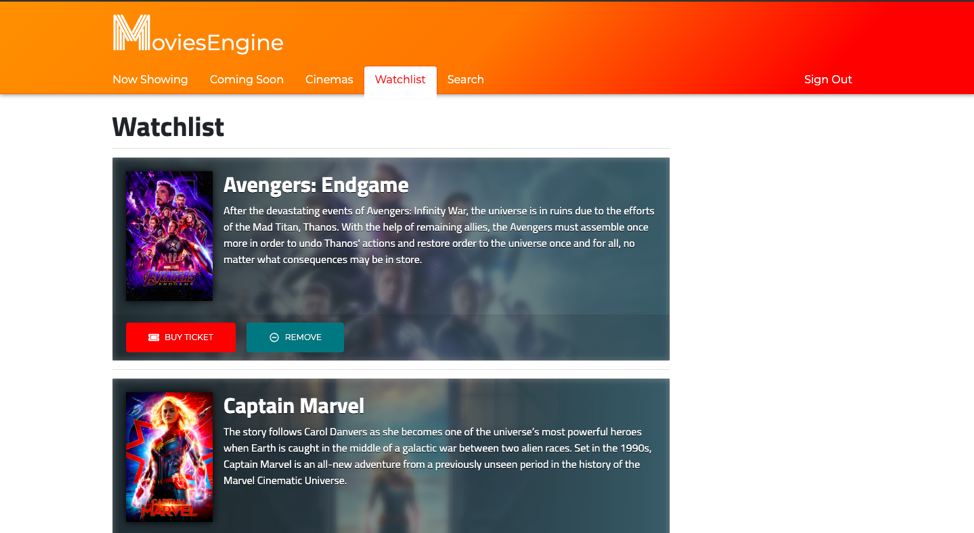 MoviesEngine
Now Showing Coming Soon Cinemas Watchlist Search Sign Out
Watchlist
Avengers: Endgame
After the devastating events of Avengers: Infinity War, the universe is in ruins due to the efforts
of the Mad Titan, Thanos. With the help of remaining allies, the Avengers must assemble once
more in order to undo Thanos' actions and restore order to the universe once and for all, no
matter what consequences may be in store.
AVENGERS
ENDGAME
BUY TICKET REMOVE
Captain Marvel
The story follows Carol Danvers as she becomes one of the universe’s most powerful heroes
when Earth is caught in the middle of a galactic war between two alien races. Set in the 1990s,
Captain Marvel is an all-new adventure from a previously unseen period in the history of the
Marvel Cinematic Universe.
CAPTAIN
MARVEL